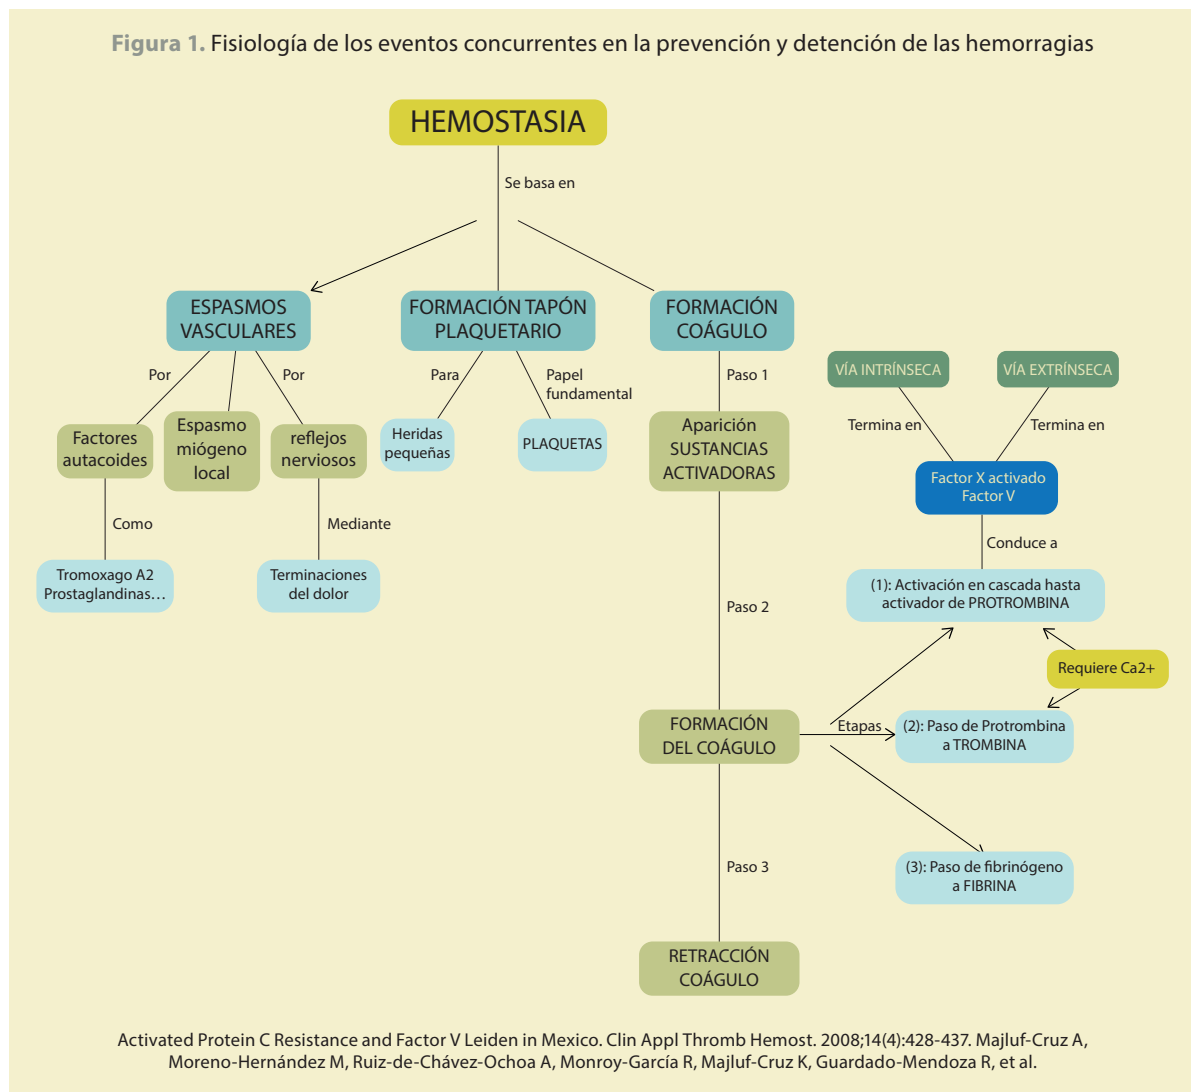 Figura 1. Fisiología de los eventos concurrentes en la prevención y detención de las hemorragias
HEMOSTASIA
Se basa en
ESPASMOS
VASCULARES
FORMACIÓN TAPÓN
PLAQUETARIO
FORMACIÓN
COÁGULO
Por
Por
Para
Papel
fundamental
Paso 1
VÍA INTRÍNSECA
VÍA EXTRÍNSECA
Factores
autacoides
Espasmo
miógeno
local
reflejos
nerviosos
Heridas
pequeñas
PLAQUETAS
Aparición
SUSTANCIAS
ACTIVADORAS
Termina en
Termina en
Factor X activado
Factor V
Como
Mediante
Conduce a
Tromoxago A2
Prostaglandinas...
Terminaciones
del dolor
Paso 2
(1): Activación en cascada hasta
activador de PROTROMBINA
Requiere Ca2+
FORMACIÓN
DEL COÁGULO
Etapas
(2): Paso de Protrombina
a TROMBINA
Paso 3
(3): Paso de fibrinógeno
a FIBRINA
RETRACCIÓN
COÁGULO
Activated Protein C Resistance and Factor V Leiden in Mexico. Clin Appl Thromb Hemost. 2008;14(4):428-437. Majluf-Cruz A,
Moreno-Hernández M, Ruiz-de-Chávez-Ochoa A, Monroy-García R, Majluf-Cruz K, Guardado-Mendoza R, et al.